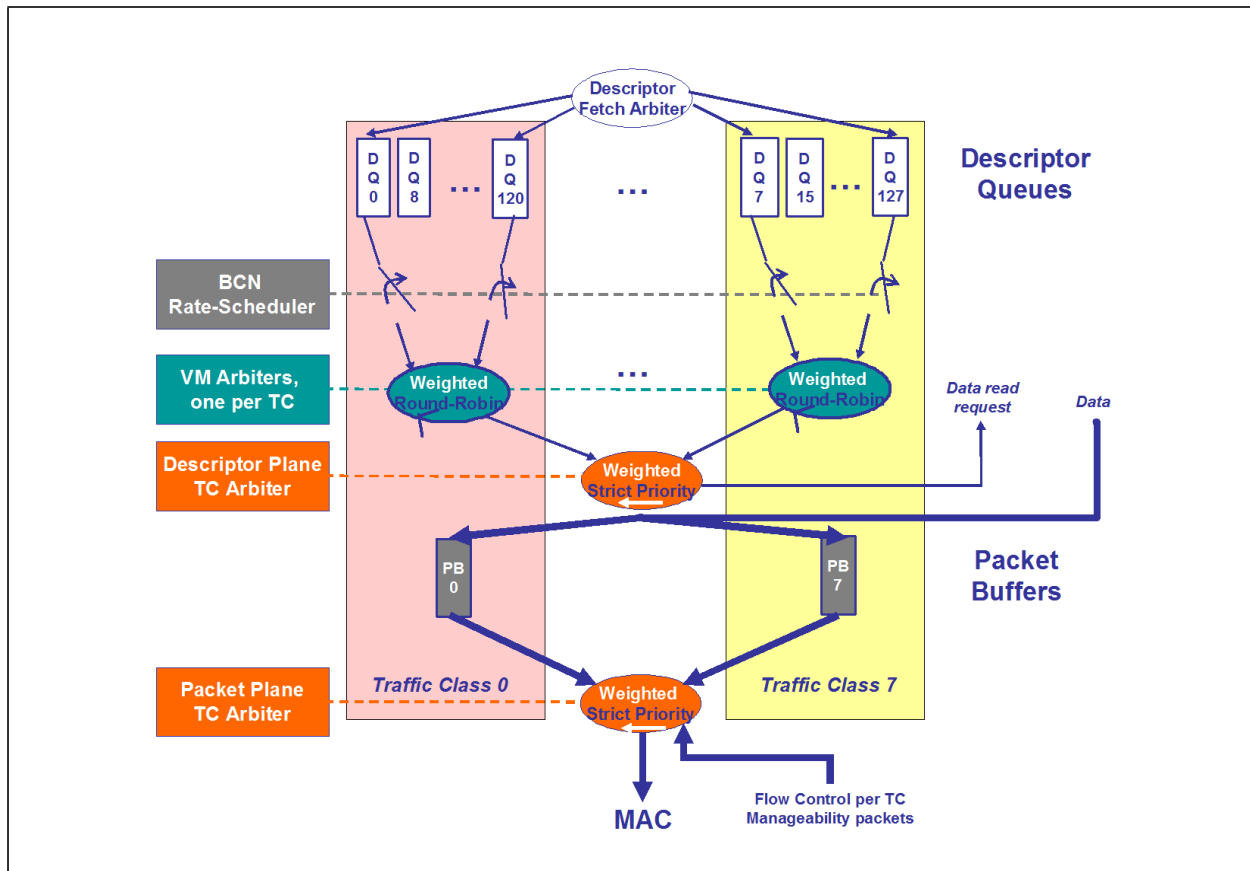 Descriptor
Fetch Arbiter
D
Q
0
D
Q
8
...
D
Q
120
...
D
Q
7
D
Q
15
...
D
Q
127
Descriptor
Queues
BCN
Rate-Scheduler
VM Arbiters,
one per TC
Weighted
Round-Robin
...
Weighted
Round-Robin
Data read
request
Data
Descriptor Plane
TC Arbiter
Weighted
Strict Priority
PB
0
PB
7
Packet
Buffers
Packet Plane
TC Arbiter
Traffic Class 0
Weighted
Strict Priority
Traffic Class 7
MAC
Flow Control per TC
Manageability packets